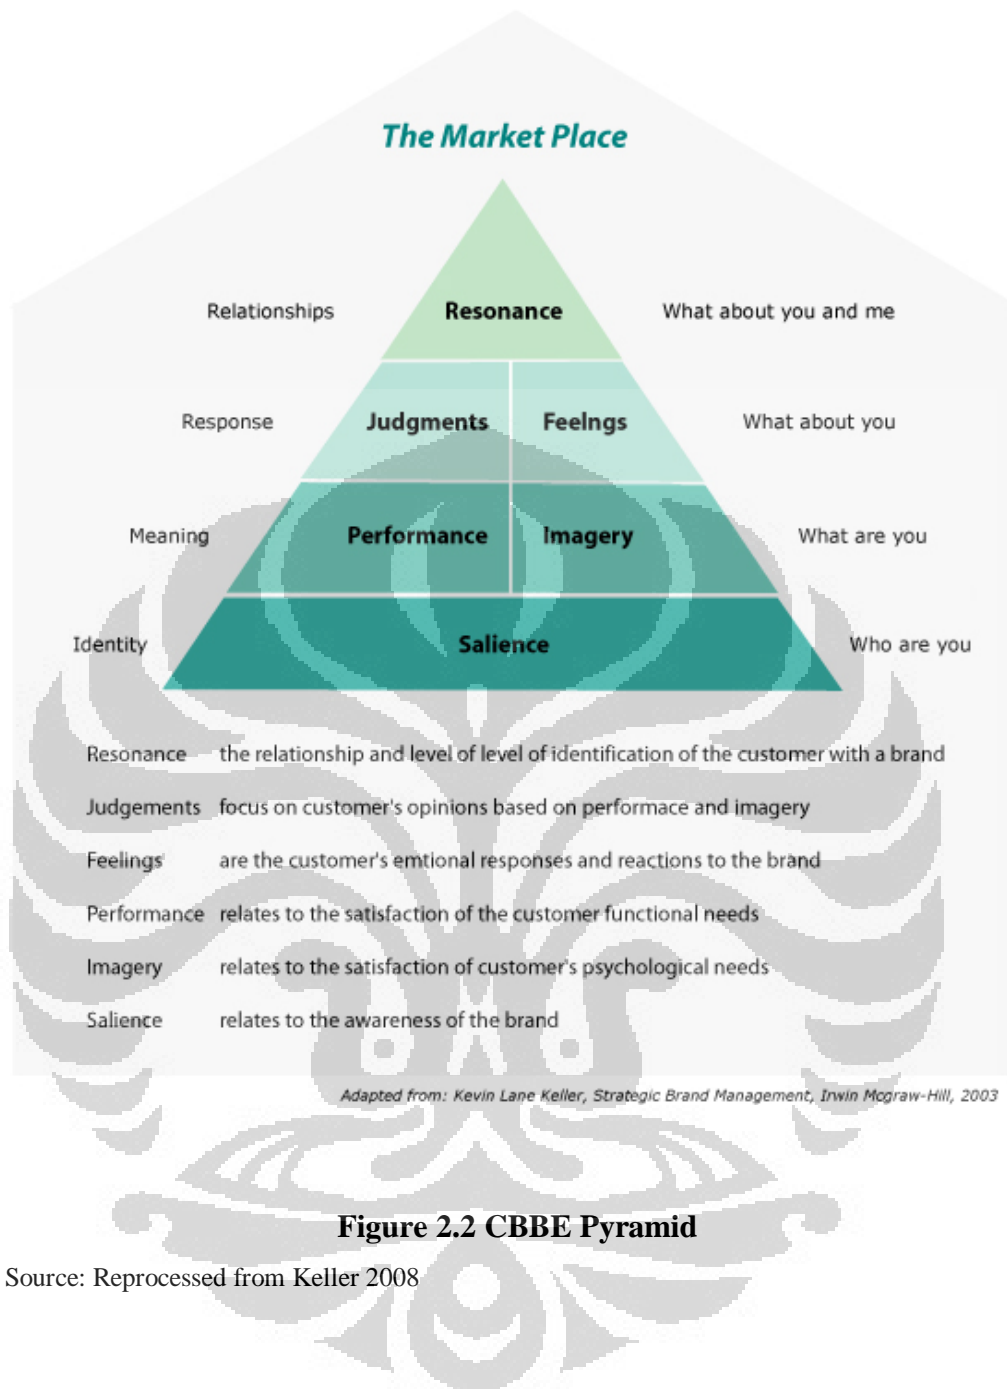 The Market Place
Relationships Resonance What about you and me
Response Judgments Feelngs What about you
Meaning Performance Imagery What are you
Identity Salience Who are you
Resonance the relationship and level of level of identification of the customer with a brand
Judgements focus on customer's opinions based on performace and imagery
Feelings are the customer's emtional responses and reactions to the brand
Performance relates to the satisfaction of the customer functional needs
Imagery relates to the satisfaction of customer's psychological needs
Salience relates to the awareness of the brand
Adapted from: Kevin Lane Keller, Strategic Brand Management, Irwin Mcgraw-Hill, 2003
Figure 2.2 CBBE Pyramid
Source: Reprocessed from Keller 2008